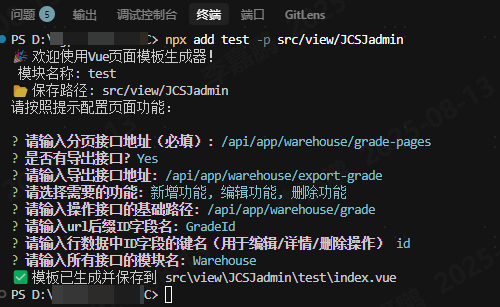 问题 5 输出 调试控制台 终端 端口 GitLens
PS D:\ C> npx add test -p src/view/JCSJadmin
🎉 欢迎使用Vue页面模板生成器!
模块名称: test
📂 保存路径: src/view/JCSJadmin
请按照提示配置页面功能:
? 请输入分页接口地址（必填）: /api/app/warehouse/grade-pages
? 是否有导出接口? Yes
? 请输入导出接口地址: /api/app/warehouse/export-grade
? 请选择需要的功能: 新增功能, 编辑功能, 删除功能
? 请输入操作接口的基础路径: /api/app/warehouse/grade
? 请输入url后缀ID字段名: GradeId
? 请输入行数据中ID字段的键名（用于编辑/详情/删除操作） id
? 请输入所有接口的模块名: Warehouse
✅ 模板已生成并保存到 src\view\JCSJadmin\test\index.vue
PS D:\ C>